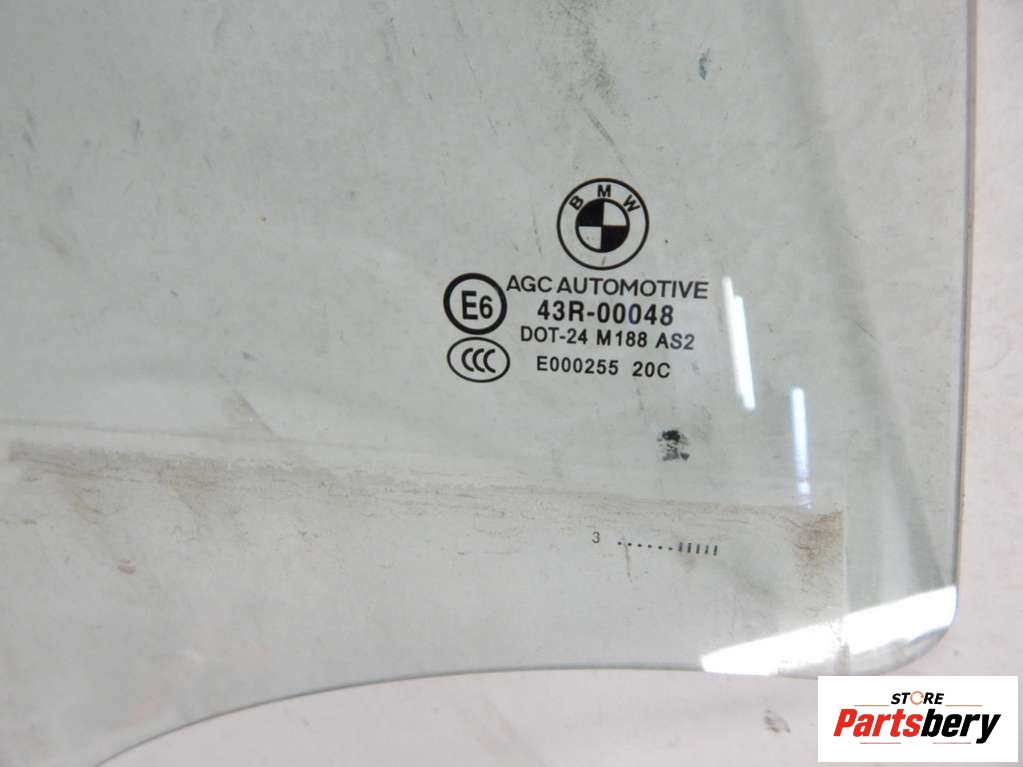 BMW
AGC AUTOMOTIVE
E6
43R-00048
DOT-24 M188 AS2
CCC
E000255 20C
3
STORE
Partsbery